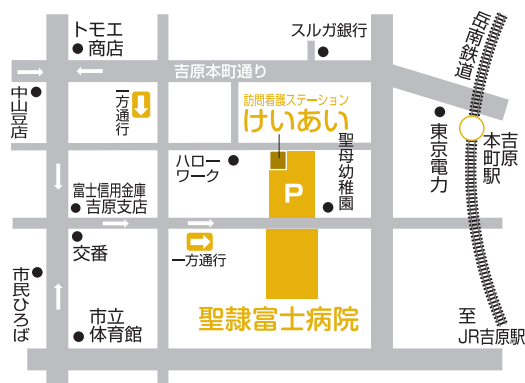 トモエ
商店
スルガ銀行
岳南鉄道
吉原本町通り
中山豆店
一方通行
訪問看護ステーション
けいあい
東京電力
吉原
本町駅
ハロー
ワーク
聖母幼稚園
P
富士信用金庫
吉原支店
交番
一方通行
市民ひろば
市立
体育館
聖隷富士病院
至
JR吉原駅